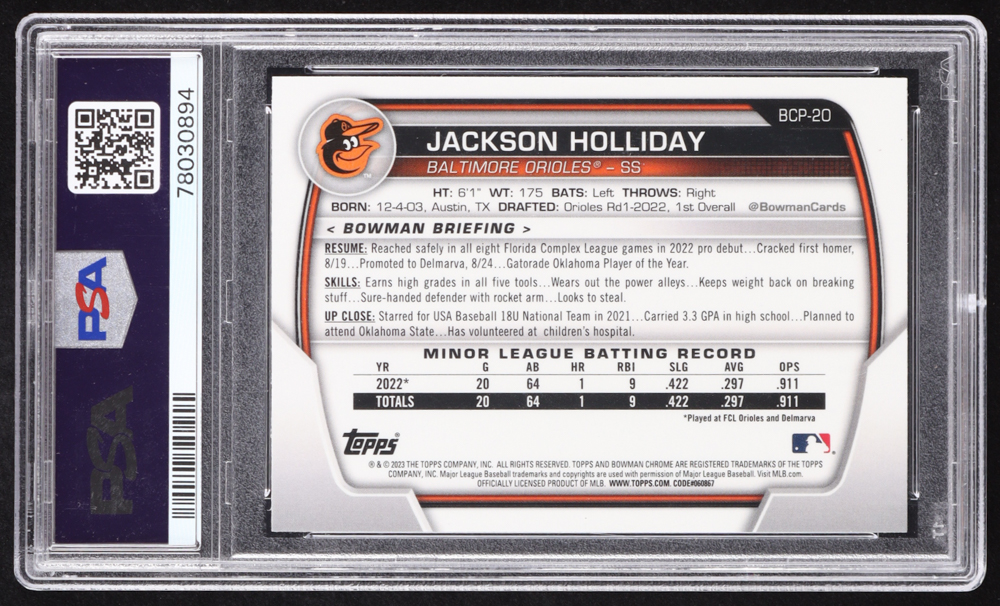 PSA
78030894
PSA
BCP-20
JACKSON HOLLIDAY
BALTIMORE ORIOLES® – SS
HT: 6'1" WT: 175 BATS: Left THROWS: Right
BORN: 12-4-03, Austin, TX DRAFTED: Orioles Rd1-2022, 1st Overall @BowmanCards
< BOWMAN BRIEFING >
RESUME: Reached safely in all eight Florida Complex League games in 2022 pro debut...Cracked first homer,
8/19...Promoted to Delmarva, 8/24...Gatorade Oklahoma Player of the Year.
SKILLS: Earns high grades in all five tools...Wears out the power alleys...Keeps weight back on breaking
stuff...Sure-handed defender with rocket arm...Looks to steal.
UP CLOSE: Starred for USA Baseball 18U National Team in 2021...Carried 3.3 GPA in high school...Planned to
attend Oklahoma State...Has volunteered at children's hospital.
MINOR LEAGUE BATTING RECORD
YR G AB HR RBI SLG AVG OPS
2022* 20 64 1 9 .422 .297 .911
TOTALS 20 64 1 9 .422 .297 .911
*Played at FCL Orioles and Delmarva
Topps®
® & © 2023 THE TOPPS COMPANY, INC. ALL RIGHTS RESERVED. TOPPS AND BOWMAN CHROME ARE REGISTERED TRADEMARKS OF THE TOPPS
COMPANY, INC. Major League Baseball trademarks and copyrights are used with permission of Major League Baseball. Visit MLB.com.
OFFICIALLY LICENSED PRODUCT OF MLB. WWW.TOPPS.COM. CODE#060867